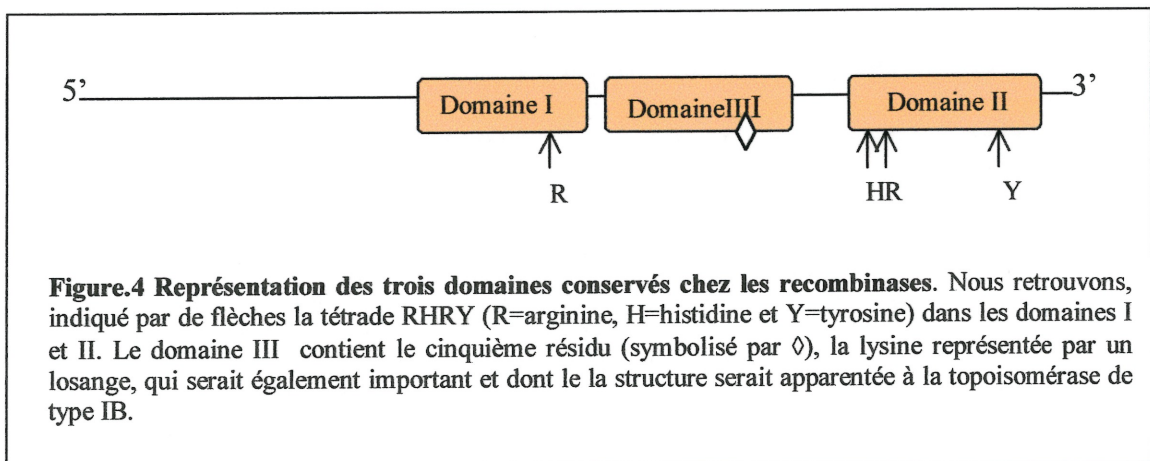 5' Domaine I DomaineIII Domaine II 3'
R HR Y
Figure.4 Représentation des trois domaines conservés chez les recombinases. Nous retrouvons,
indiqué par de flèches la tétrade RHRY (R=arginine, H=histidine et Y=tyrosine) dans les domaines I
et II. Le domaine III contient le cinquième résidu (symbolisé par ◊), la lysine représentée par un
losange, qui serait également important et dont le la structure serait apparentée à la topoisomérase de
type IB.